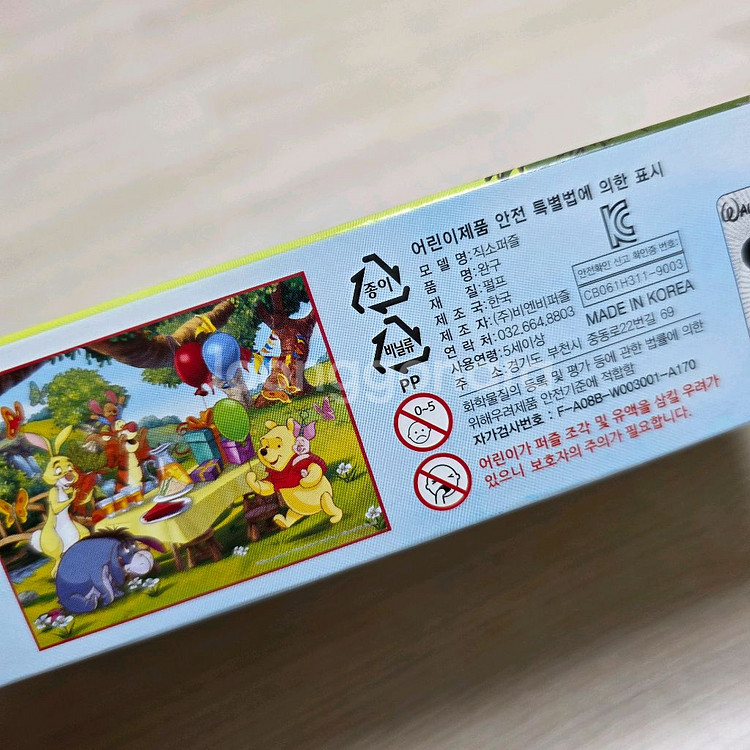 어린이제품 안전 특별법에 의한 표시
모 델 명:직소퍼즐
품 명:완구
재 질:펄프
제 조 국:한국
제 조 자:(주)비엔비퍼즐
연 락 처:032.664.8803
사용연령:5세이상
주 소:경기도 부천시 중동로22번길 69
화학물질의 등록 및 평가 등에 관한 법률에 의한
위해우려제품 안전기준에 적합함
자가검사번호 : F-A08B-W003001-A170
어린이가 퍼즐 조각 및 유액을 삼킬 우려가
있으니 보호자의 주의가 필요합니다.
안전확인 신고 확인증 번호:
CB061H311-9003
MADE IN KOREA
종이
비닐류
PP
0-5